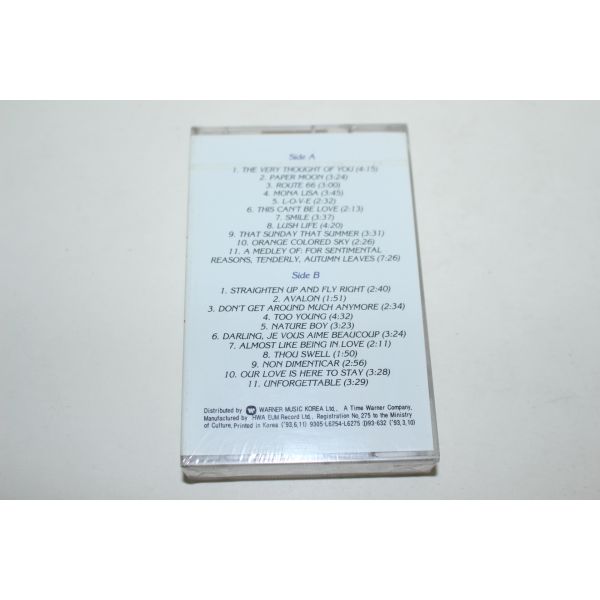 Side A
1. THE VERY THOUGHT OF YOU (4:15)
2. PAPER MOON (3:24)
3. ROUTE 66 (3:00)
4. MONA LISA (3:45)
5. L-O-V-E (2:32)
6. THIS CAN'T BE LOVE (2:13)
7. SMILE (3:37)
8. LUSH LIFE (4:20)
9. THAT SUNDAY THAT SUMMER (3:31)
10. ORANGE COLORED SKY (2:26)
11. A MEDLEY OF: FOR SENTIMENTAL
REASONS, TENDERLY, AUTUMN LEAVES (7:26)
Side B
1. STRAIGHTEN UP AND FLY RIGHT (2:40)
2. AVALON (1:51)
3. DON'T GET AROUND MUCH ANYMORE (2:34)
4. TOO YOUNG (4:32)
5. NATURE BOY (3:23)
6. DARLING, JE VOUS AIME BEAUCOUP (3:24)
7. ALMOST LIKE BEING IN LOVE (2:11)
8. THOU SWELL (1:50)
9. NON DIMENTICAR (2:56)
10. OUR LOVE IS HERE TO STAY (3:28)
11. UNFORGETTABLE (3:29)
Distributed by WARNER MUSIC KOREA Ltd., A Time Warner Company,
Manufactured by HWA EUM Record Ltd., Registration No, 275 to the Ministry
of Culture, Printed in Korea ('93,6,11) 9305-L6254-L6275 :D93-632 ('93,3,10)